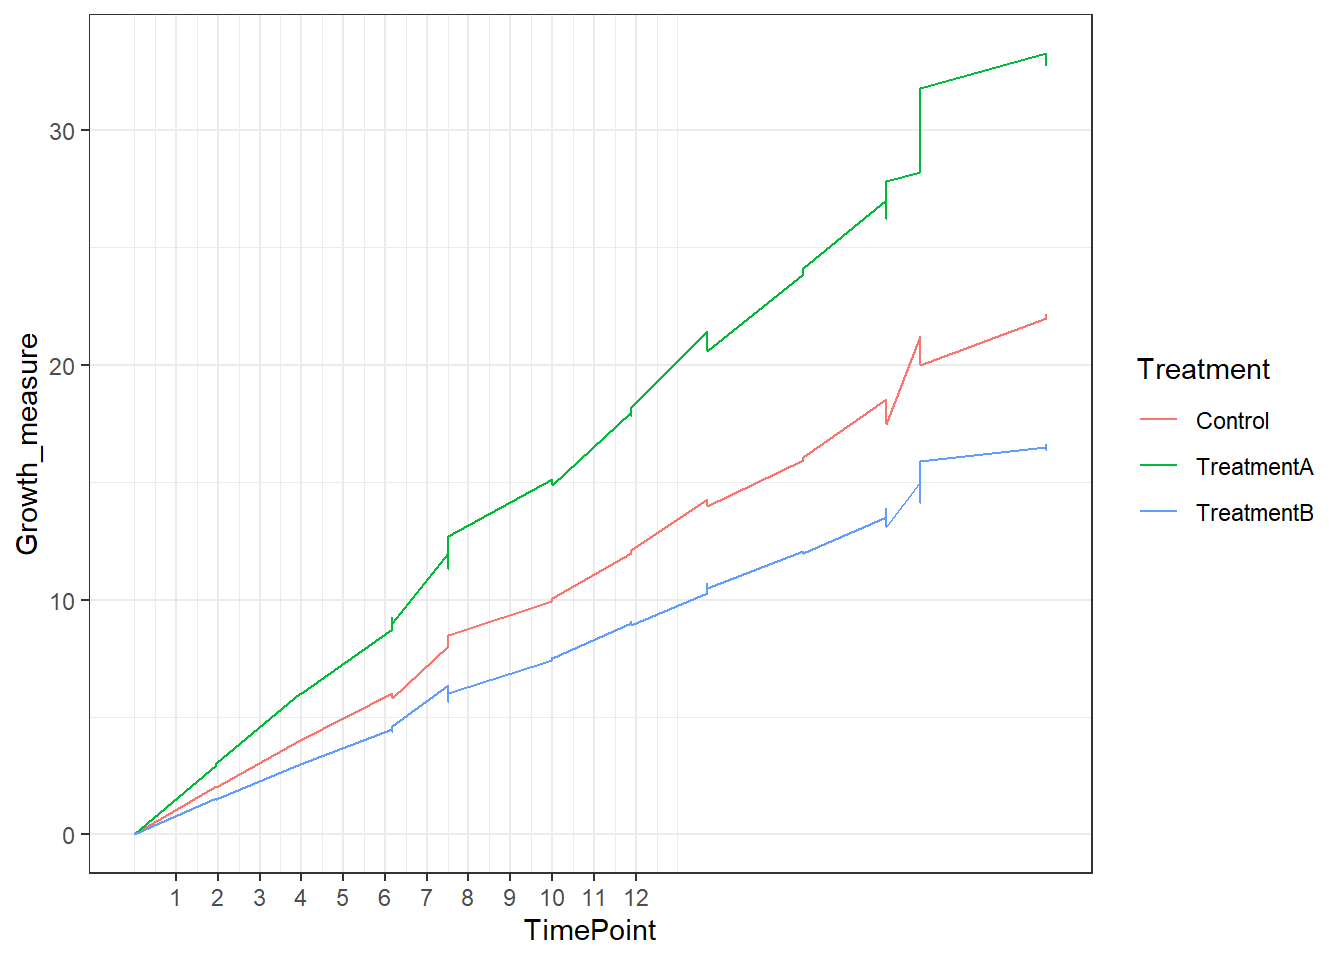 30
20
10
0
Growth_measure
1 2 3 4 5 6 7 8 9 10 11 12
TimePoint
Treatment
Control
TreatmentA
TreatmentB